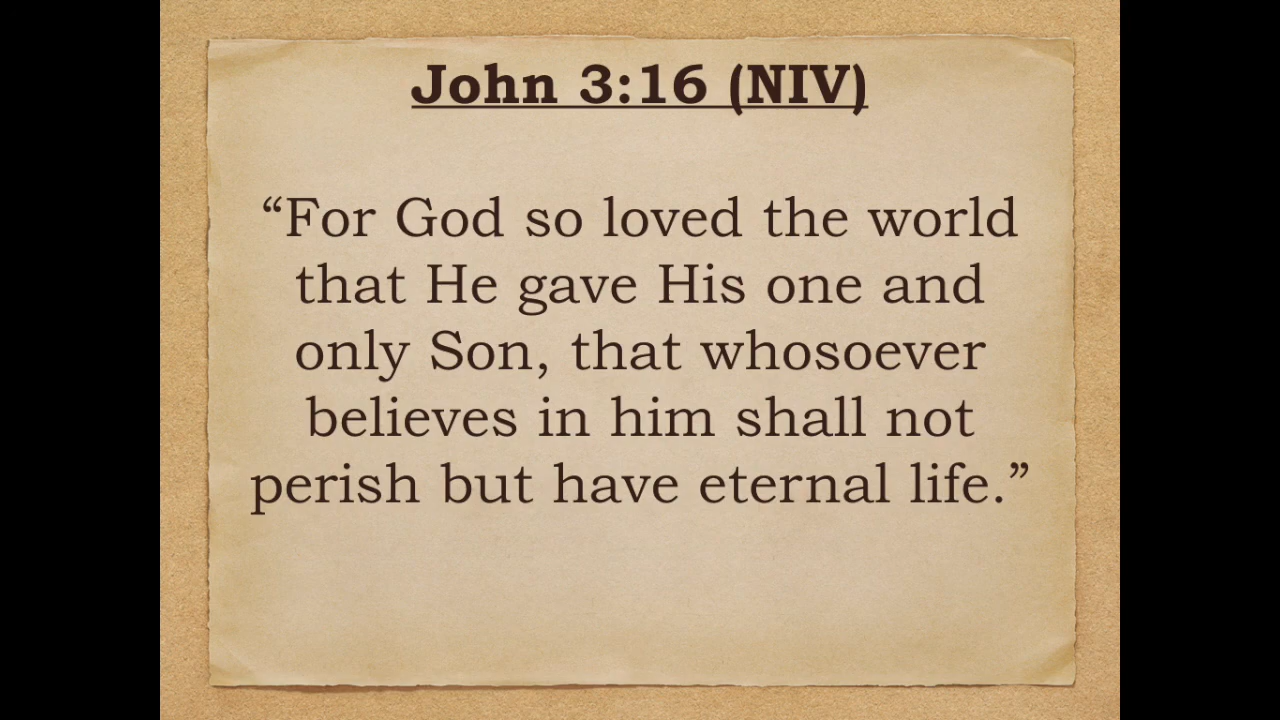 John 3:16 (NIV)
“For God so loved the world
that He gave His one and
only Son, that whosoever
believes in him shall not
perish but have eternal life.”